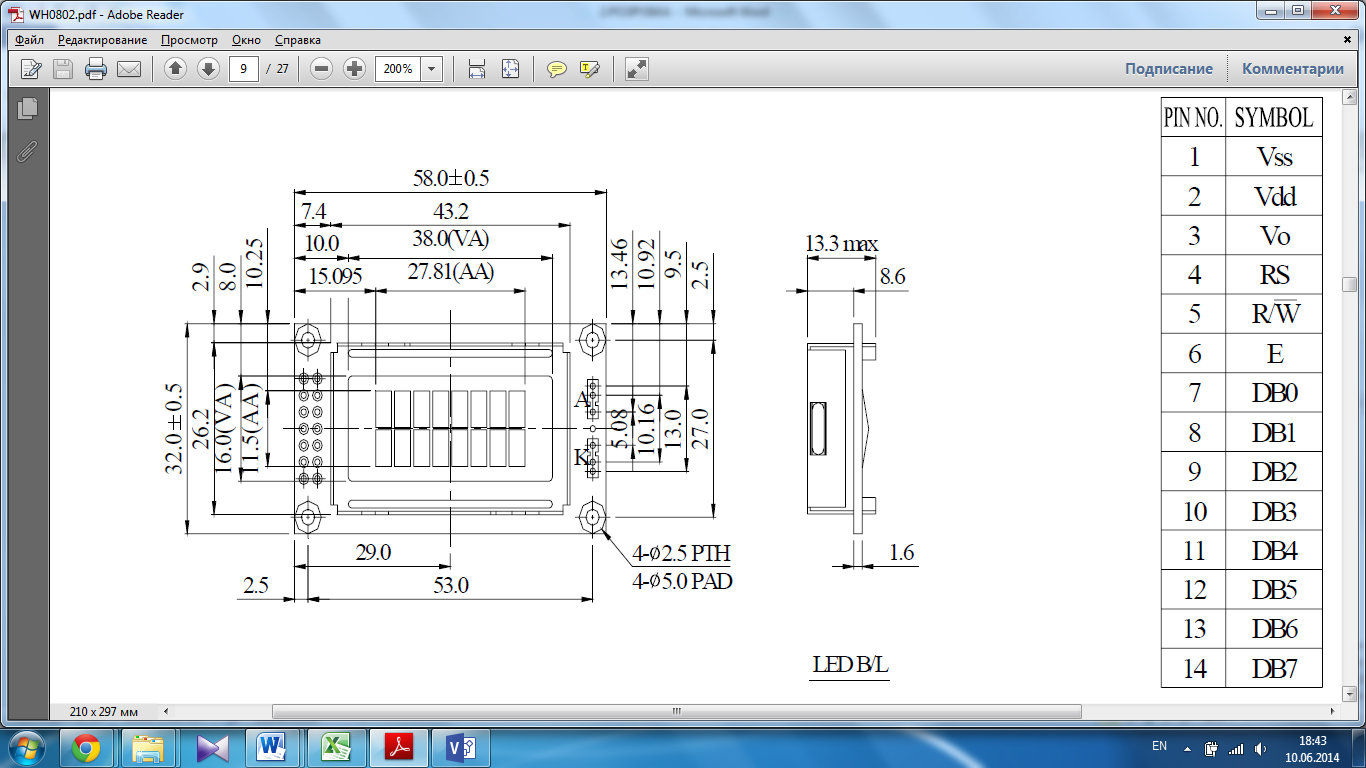 WH0802.pdf - Adobe Reader
Файл Редактирование Просмотр Окно Справка
9 / 27 200% Подписание Комментарии
PIN NO. SYMBOL
1 Vss
2 Vdd
3 Vo
4 RS
5 R/W̅
6 E
7 DB0
8 DB1
9 DB2
10 DB3
11 DB4
12 DB5
13 DB6
14 DB7
58.0±0.5
7.4 43.2
10.0 38.0(VA)
15.095 27.81(AA)
2.9 8.0 10.25
13.46 10.92 9.5 2.5
13.3 max
8.6
32.0±0.5 26.2 16.0(VA) 11.5(AA)
A
K
5.08 10.16 13.0 27.0
4-Ø2.5 PTH
4-Ø5.0 PAD
29.0
2.5 53.0
1.6
LED B/L
210 x 297 мм
EN
18:43
10.06.2014